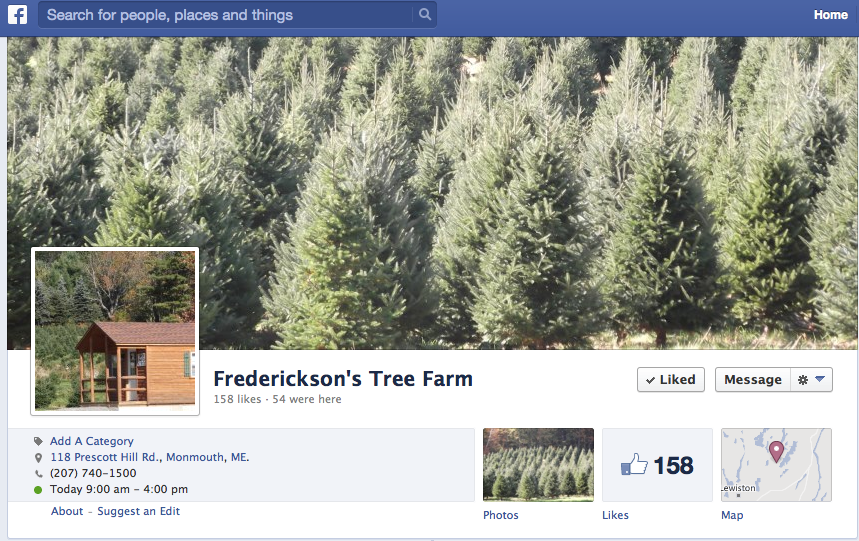 f
Search for people, places and things
Home
Frederickson's Tree Farm
158 likes · 54 were here
Liked
Message
Add A Category
118 Prescott Hill Rd., Monmouth, ME.
(207) 740-1500
Today 9:00 am – 4:00 pm
About – Suggest an Edit
158
Lewiston
Photos
Likes
Map